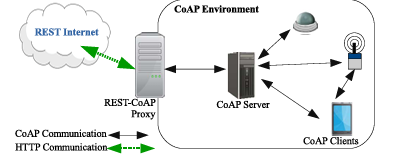 CoAP Environment
REST Internet
REST-CoAP
Proxy
CoAP Server
CoAP Clients
CoAP Communication
HTTP Communication